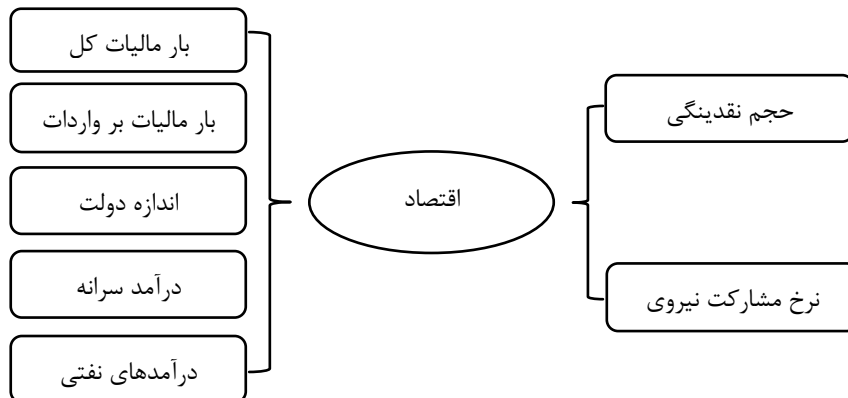 حجم نقدینگی
نرخ مشارکت نیروی
اقتصاد
بار مالیات کل
بار مالیات بر واردات
اندازه دولت
درآمد سرانه
درآمدهای نفتی